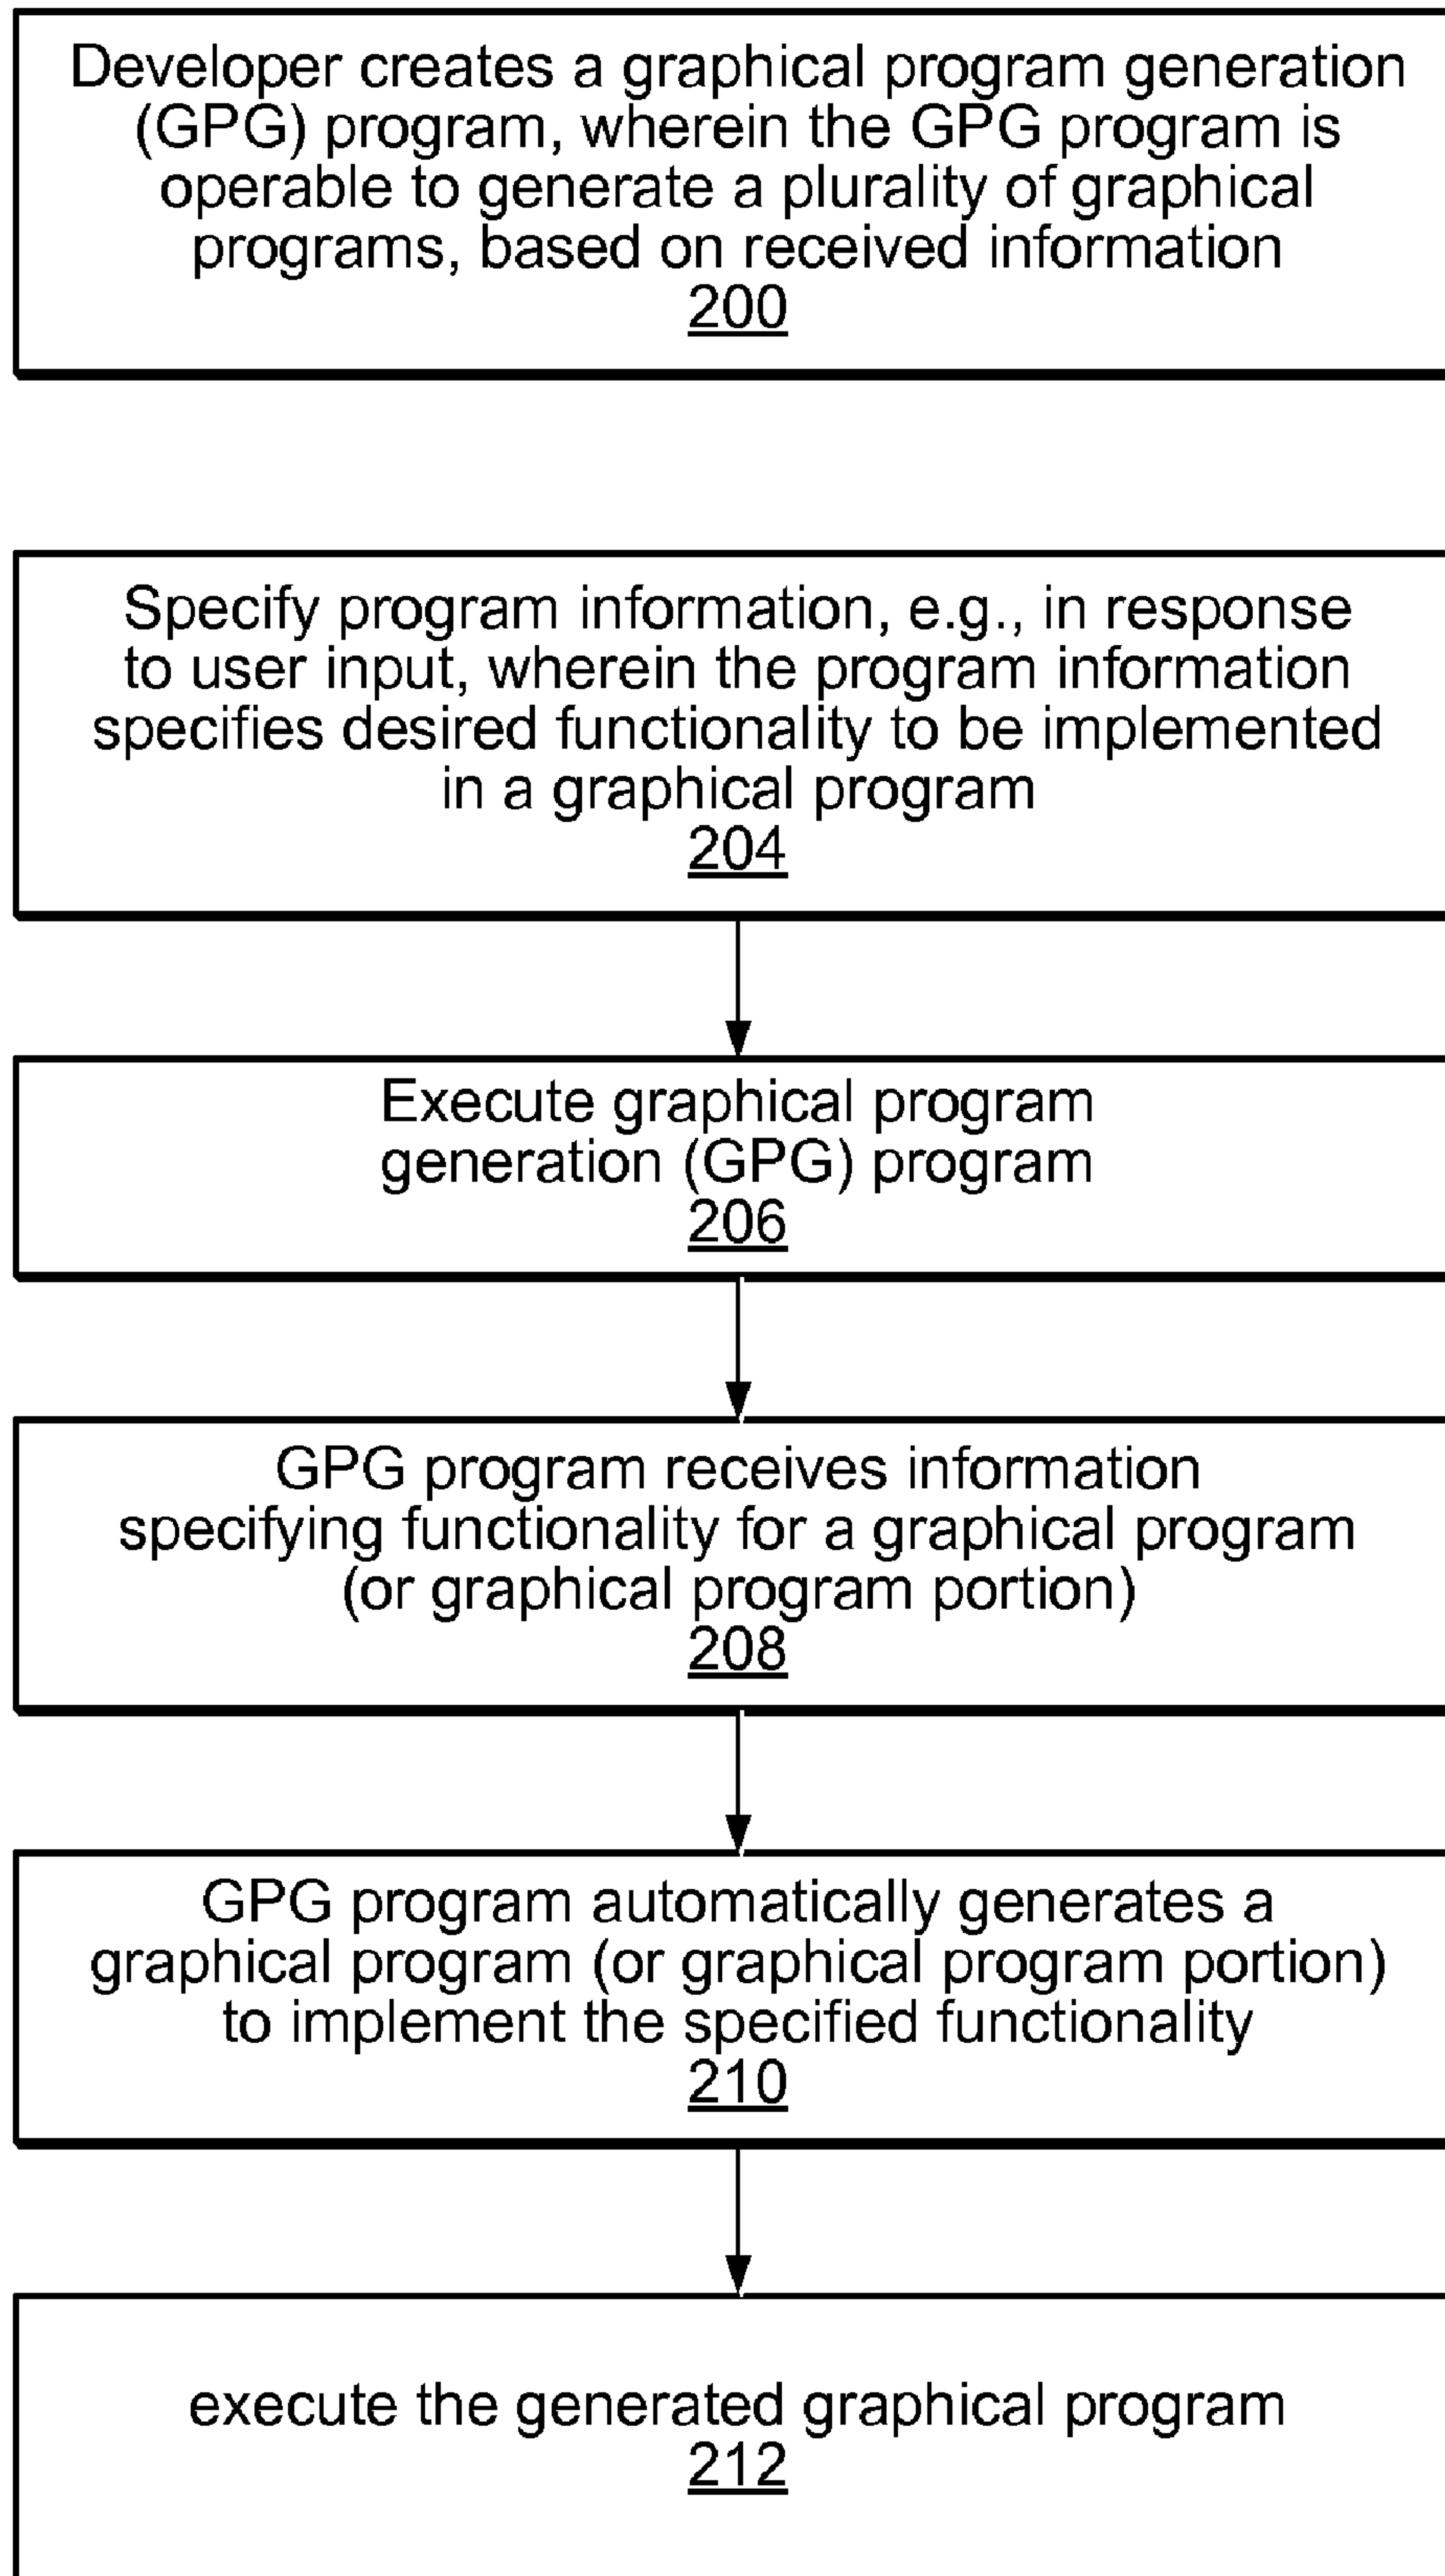 Developer creates a graphical program generation
(GPG) program, wherein the GPG program is
operable to generate a plurality of graphical
programs, based on received information
200
Specify program information, e.g., in response
to user input, wherein the program information
specifies desired functionality to be implemented
in a graphical program
204
Execute graphical program
generation (GPG) program
206
GPG program receives information
specifying functionality for a graphical program
(or graphical program portion)
208
GPG program automatically generates a
graphical program (or graphical program portion)
to implement the specified functionality
210
execute the generated graphical program
212